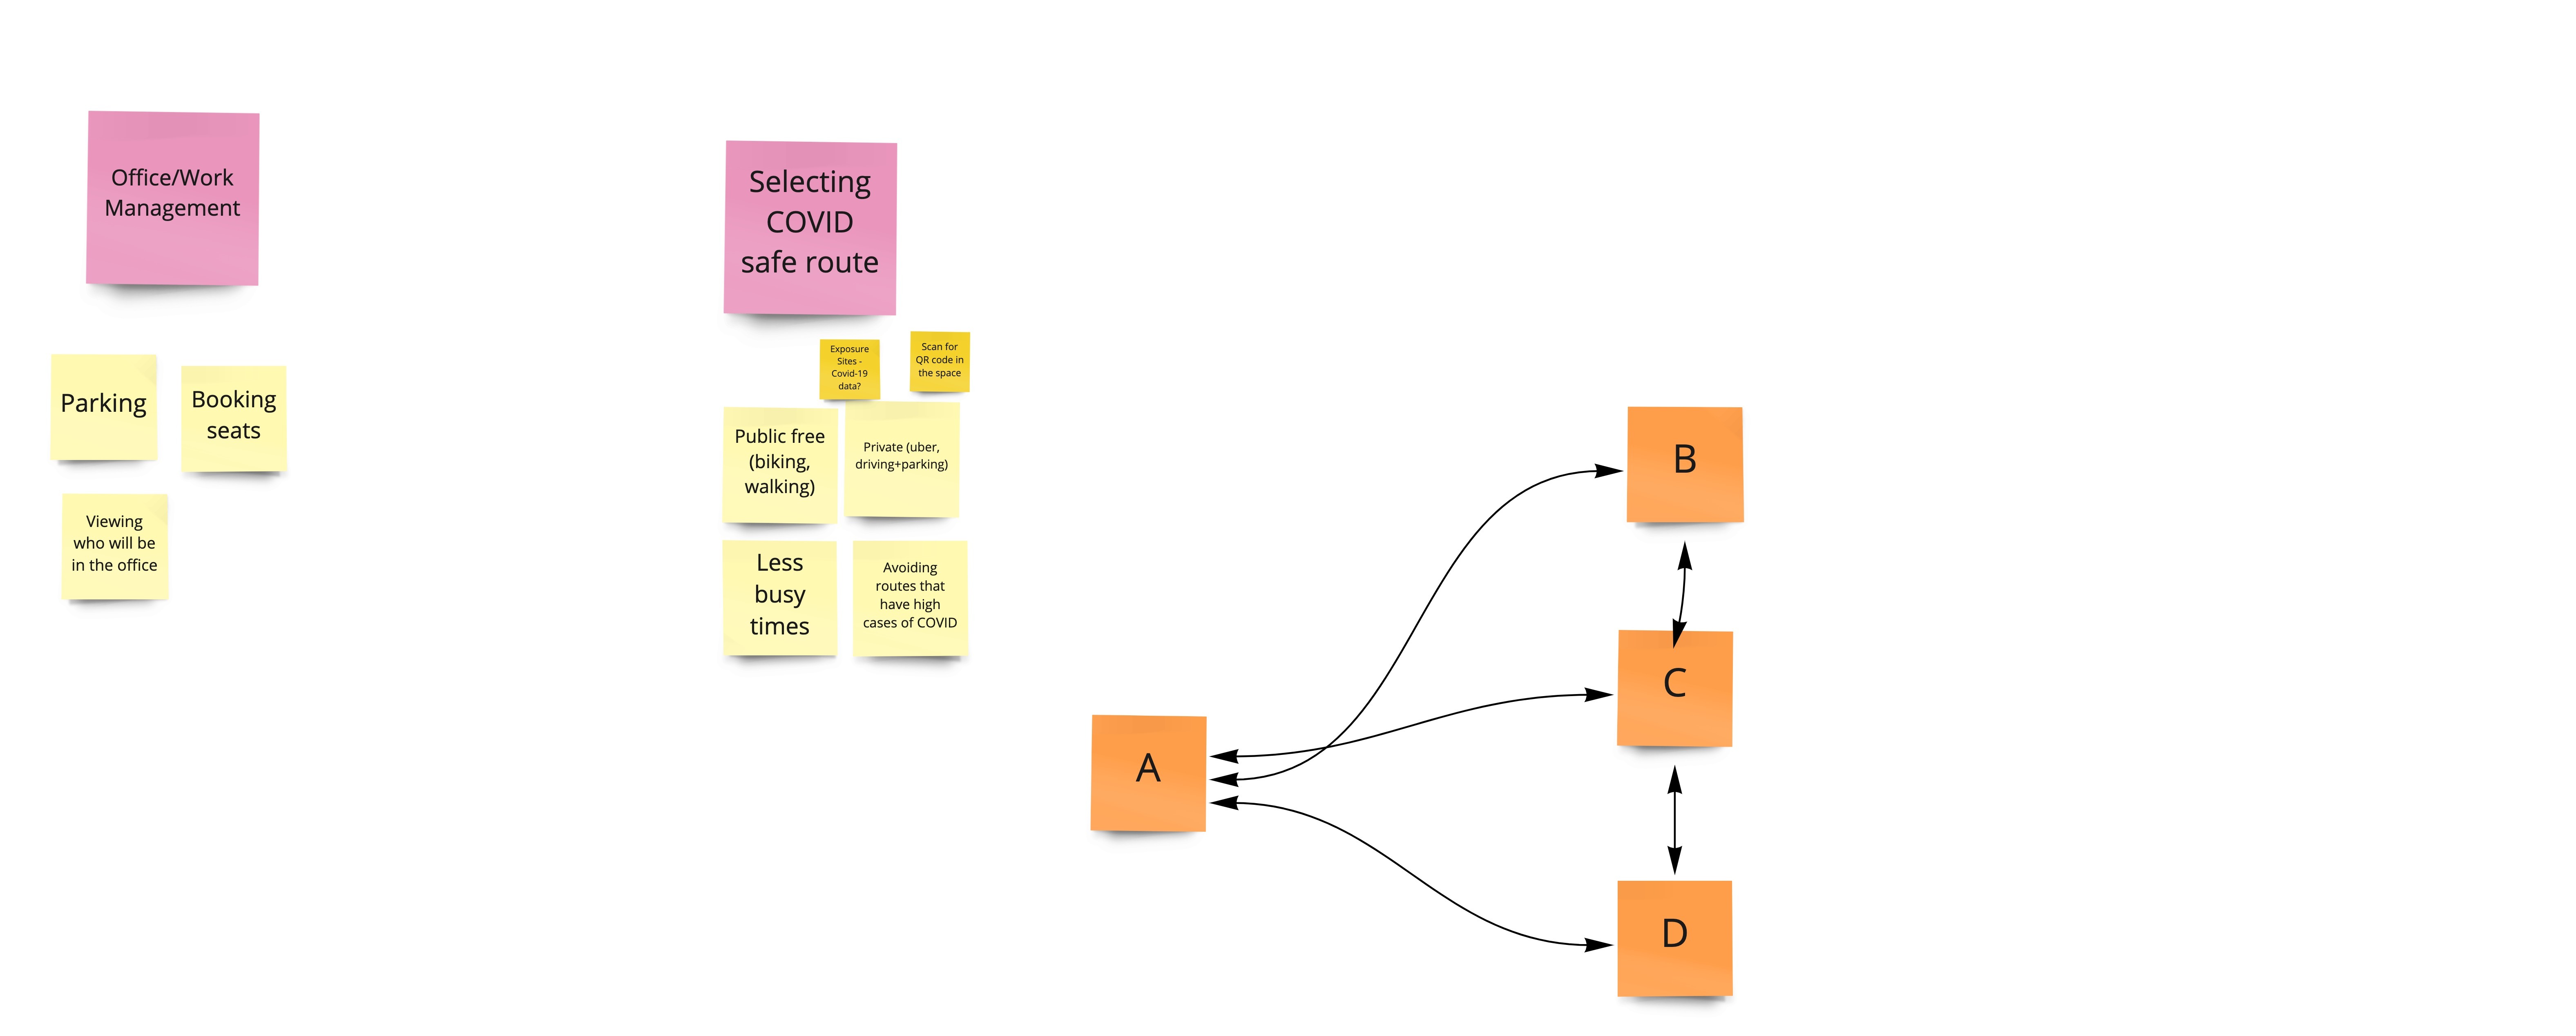 Office/Work
Management
Parking
Booking
seats
Viewing
who will be
in the office
Selecting
COVID
safe route
Exposure
Sites -
Covid-19
data?
Scan for
QR code in
the space
Public free
(biking,
walking)
Private (uber,
driving+parking)
Less
busy
times
Avoiding
routes that
have high
cases of COVID
A
B
C
D